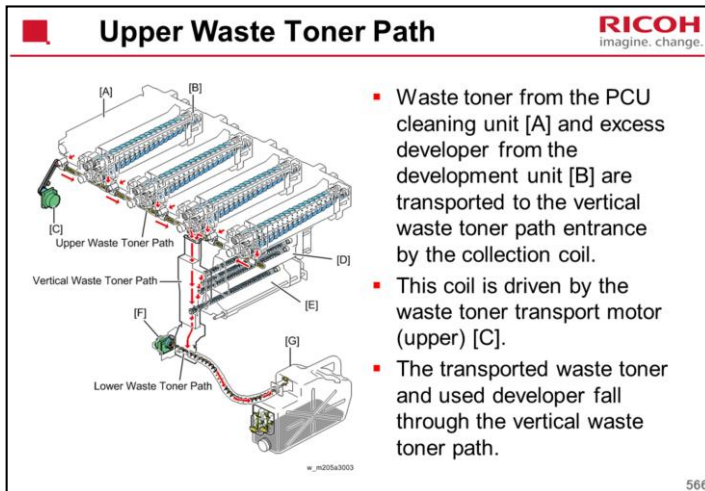 Upper Waste Toner Path
RICOH
imagine. change.
[A]
[B]
[C]
Upper Waste Toner Path
[D]
Vertical Waste Toner Path
[E]
[F]
[G]
Lower Waste Toner Path
w_m205a3003
▪ Waste toner from the PCU
cleaning unit [A] and excess
developer from the
development unit [B] are
transported to the vertical
waste toner path entrance
by the collection coil.
▪ This coil is driven by the
waste toner transport motor
(upper) [C].
▪ The transported waste toner
and used developer fall
through the vertical waste
toner path.
566